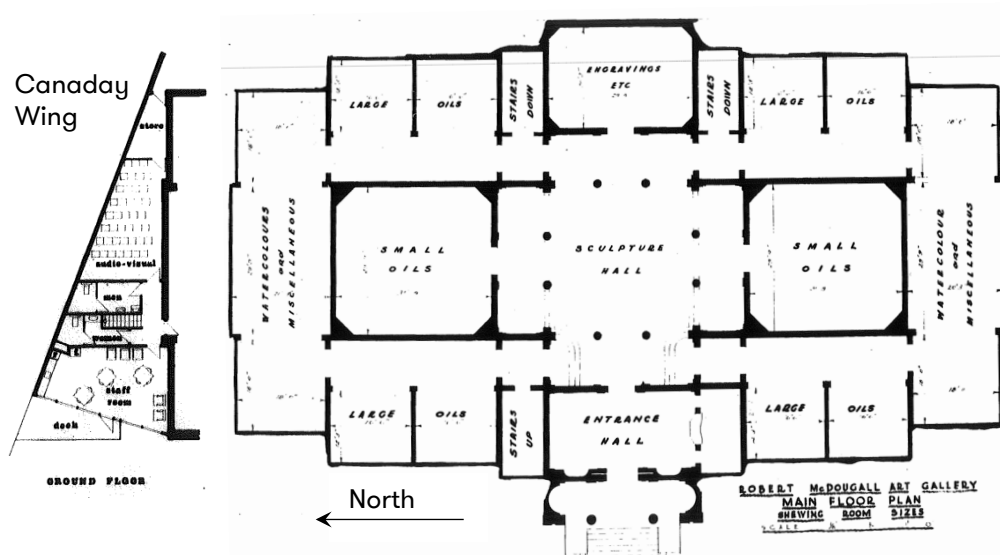 Canaday
Wing
store
audio-visual
men
women
staff
room
deck
GROUND FLOOR
ENGRAVINGS
ETC
LARGE
OILS
STAIRS
DOWN
STAIRS
DOWN
LARGE
OILS
WATERCOLOURS
and
MISCELLANEOUS
SMALL
OILS
SCULPTURE
HALL
SMALL
OILS
WATERCOLOUR
and
MISCELLANEOUS
LARGE
OILS
STAIRS
UP
ENTRANCE
HALL
LARGE
OILS
North
ROBERT McDOUGALL ART GALLERY
MAIN FLOOR PLAN
SHEWING ROOM SIZES
SCALE